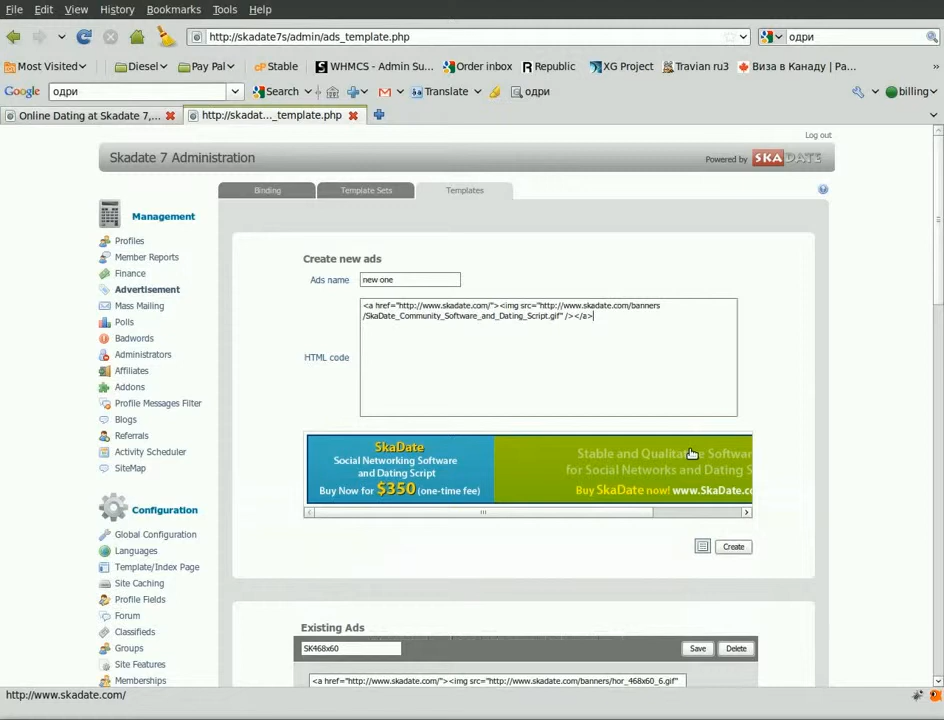 File Edit View History Bookmarks Tools Help
http://skadate7s/admin/ads_template.php
одри
Most Visited Diesel Pay Pal cP Stable WHMCS - Admin Su... Order inbox Republic XG Project Travian ru3 Виза в Канаду | Pa... »
Google одри Search Translate одри billing
Online Dating at Skadate 7,... http://skadat..._template.php
Log out
Skadate 7 Administration
Powered by SKADATE
Binding Template Sets Templates
Management
Profiles
Member Reports
Finance
Advertisement
Mass Mailing
Polls
Badwords
Administrators
Affiliates
Addons
Profile Messages Filter
Blogs
Referrals
Activity Scheduler
SiteMap
Configuration
Global Configuration
Languages
Template/Index Page
Site Caching
Profile Fields
Forum
Classifieds
Groups
Site Features
Memberships
Create new ads
Ads name new one
HTML code
<a href="http://www.skadate.com/"><img src="http://www.skadate.com/banners
/SkaDate_Community_Software_and_Dating_Script.gif" /></a>
SkaDate
Social Networking Software
and Dating Script
Buy Now for $350 (one-time fee)
Stable and Qualitat Softwar
for Social Networks and Dating S
Buy SkaDate now! www.SkaDate.co
Create
Existing Ads
SK468x60 Save Delete
<a href="http://www.skadate.com/"><img src="http://www.skadate.com/banners/hor_468x60_6.gif"
http://www.skadate.com/